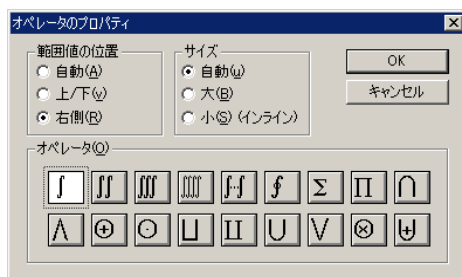 オペレータのプロパティ
範囲値の位置
自動(A)
上/下(V)
右側(R)
サイズ
自動(u)
大(B)
小(S) (インライン)
OK
キャンセル
オペレータ(O)
∫ ∬ ∭ ⨌ ∫…∫ ∮ Σ Π ∩
Λ ⊕ ⊙ ⊔ ∐ ∪ V ⊗ ⊎